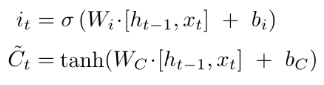 i_t = σ (W_i·[h_{t−1}, x_t] + b_i)
C̃_t = tanh(W_C·[h_{t−1}, x_t] + b_C)